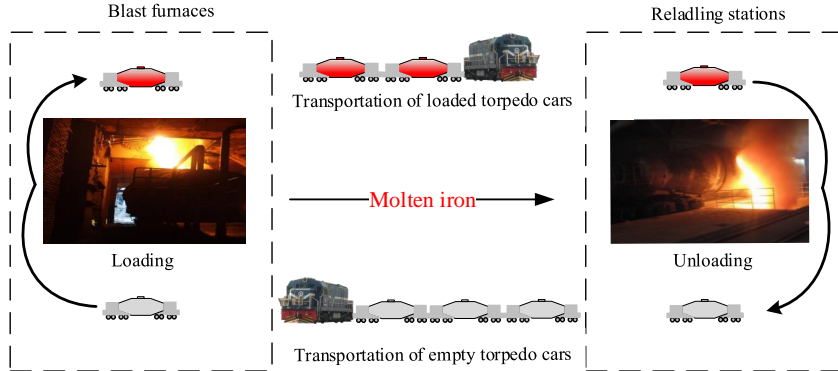 Blast furnaces
Reladling stations
Transportation of loaded torpedo cars
Molten iron
Loading
Unloading
Transportation of empty torpedo cars